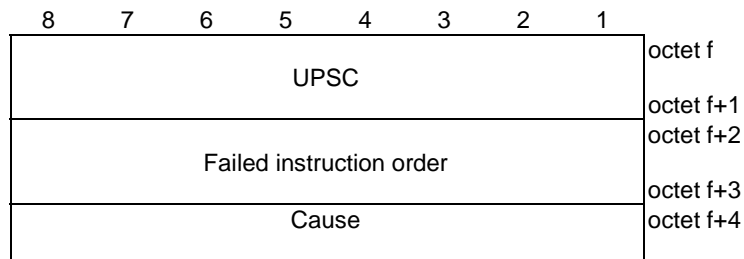 8 7 6 5 4 3 2 1
octet f
UPSC
octet f+1
octet f+2
Failed instruction order
octet f+3
Cause octet f+4